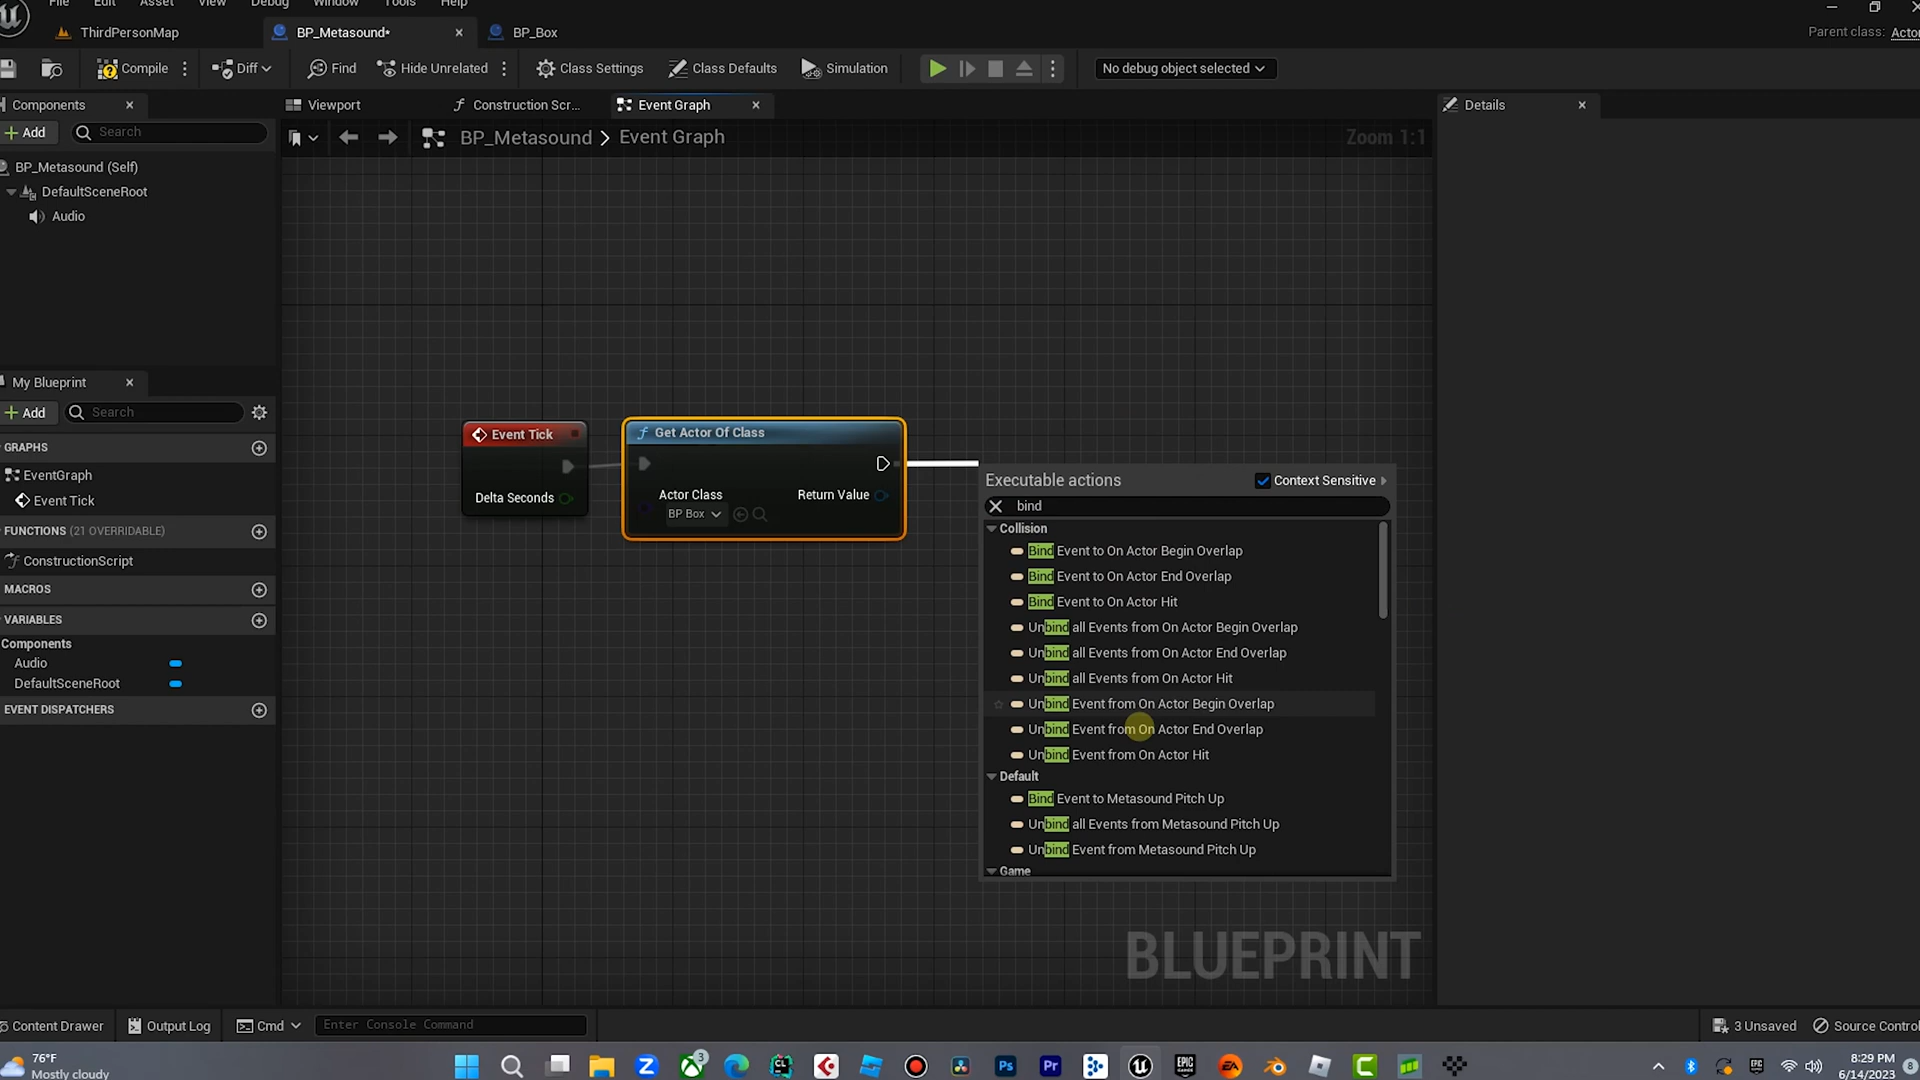 File Edit Asset View Debug Window Tools Help
ThirdPersonMap
BP_Metasound*
BP_Box
Parent class: Actor
Compile
Diff
Find
Hide Unrelated
Class Settings
Class Defaults
Simulation
No debug object selected
Components
Viewport
Construction Scr...
Event Graph
Details
+ Add
Search
BP_Metasound > Event Graph
Zoom 1:1
BP_Metasound (Self)
DefaultSceneRoot
Audio
My Blueprint
+ Add
Search
GRAPHS
EventGraph
Event Tick
FUNCTIONS (21 OVERRIDABLE)
ConstructionScript
MACROS
VARIABLES
Components
Audio
DefaultSceneRoot
EVENT DISPATCHERS
Event Tick
Delta Seconds
Get Actor Of Class
Actor Class
BP Box
Return Value
Executable actions
Context Sensitive
bind
Collision
Bind Event to On Actor Begin Overlap
Bind Event to On Actor End Overlap
Bind Event to On Actor Hit
Unbind all Events from On Actor Begin Overlap
Unbind all Events from On Actor End Overlap
Unbind all Events from On Actor Hit
Unbind Event from On Actor Begin Overlap
Unbind Event from On Actor End Overlap
Unbind Event from On Actor Hit
Default
Bind Event to Metasound Pitch Up
Unbind all Events from Metasound Pitch Up
Unbind Event from Metasound Pitch Up
Game
BLUEPRINT
Content Drawer
Output Log
Cmd
Enter Console Command
3 Unsaved
Source Control
76°F
Mostly cloudy
Z
3
CL
Ps
Pr
EPIC GAMES
EA
C
EPIC
8:29 PM
6/14/2023
8